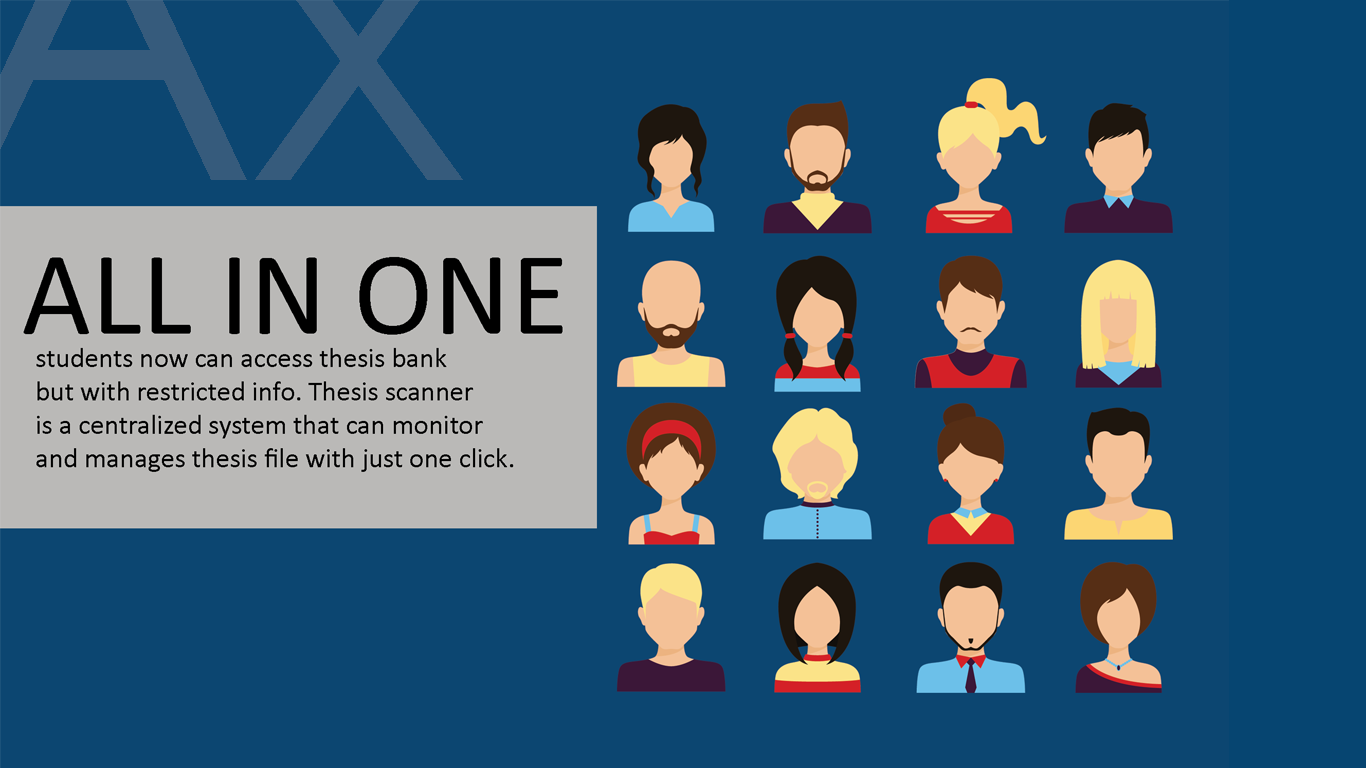 AX
ALL IN ONE
students now can access thesis bank
but with restricted info. Thesis scanner
is a centralized system that can monitor
and manages thesis file with just one click.